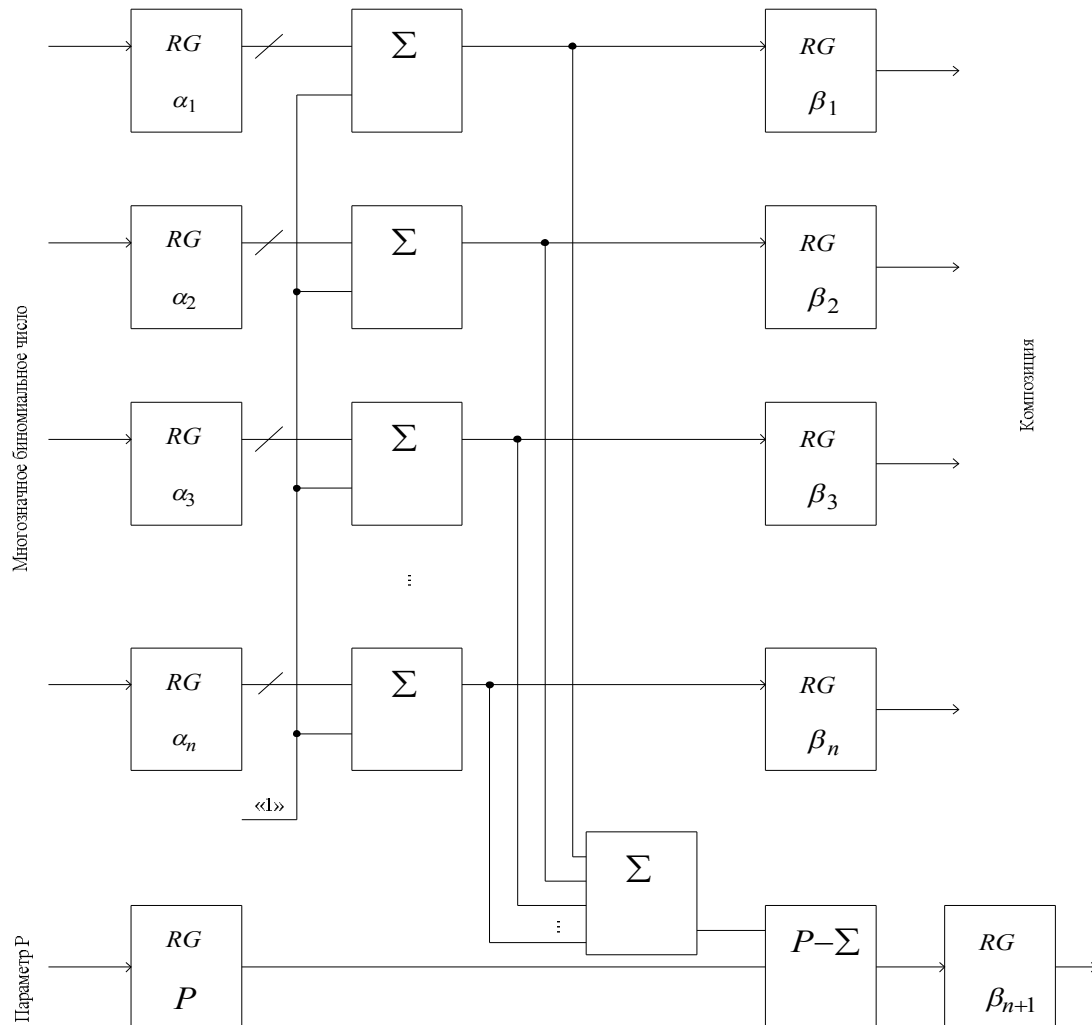 RG
α₁
Σ
RG
β₁
RG
α₂
Σ
RG
β₂
Многозначное биномиальное число
Композиция
RG
α₃
Σ
RG
β₃
...
RG
αₙ
Σ
RG
βₙ
«1»
Σ
...
Параметр Р
RG
P
P−Σ
RG
βₙ₊₁